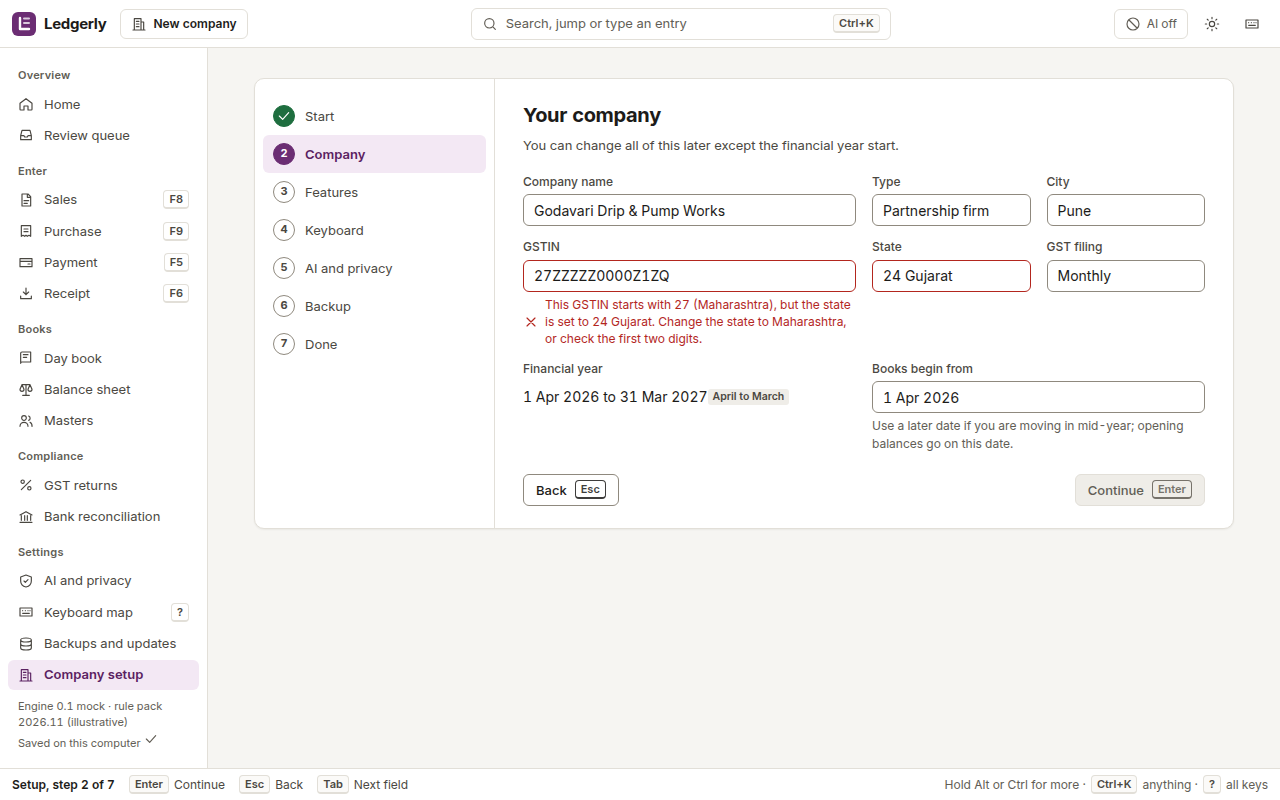 Ledgerly
New company
Search, jump or type an entry
Ctrl+K
AI off
Overview
Home
Review queue
Enter
Sales F8
Purchase F9
Payment F5
Receipt F6
Books
Day book
Balance sheet
Masters
Compliance
GST returns
Bank reconciliation
Settings
AI and privacy
Keyboard map ?
Backups and updates
Company setup
Engine 0.1 mock · rule pack
2026.11 (illustrative)
Saved on this computer
Start
2 Company
3 Features
4 Keyboard
5 AI and privacy
6 Backup
7 Done
Your company
You can change all of this later except the financial year start.
Company name
Godavari Drip & Pump Works
Type
Partnership firm
City
Pune
GSTIN
27ZZZZZ0000Z1ZQ
State
24 Gujarat
GST filing
Monthly
This GSTIN starts with 27 (Maharashtra), but the state
is set to 24 Gujarat. Change the state to Maharashtra,
or check the first two digits.
Financial year
1 Apr 2026 to 31 Mar 2027 April to March
Books begin from
1 Apr 2026
Use a later date if you are moving in mid-year; opening
balances go on this date.
Back Esc
Continue Enter
Setup, step 2 of 7 Enter Continue Esc Back Tab Next field
Hold Alt or Ctrl for more · Ctrl+K anything · ? all keys